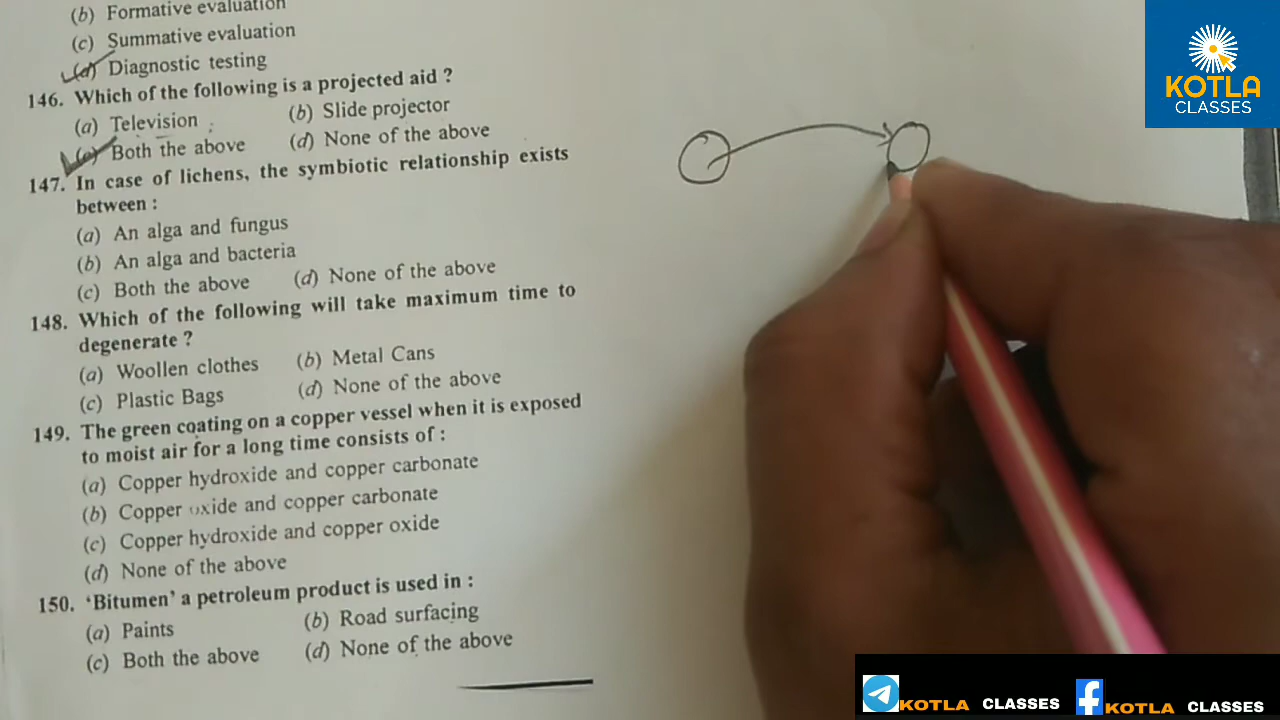 (b) Formative evaluation
(c) Summative evaluation
(d) Diagnostic testing
146. Which of the following is a projected aid ?
(a) Television (b) Slide projector
(c) Both the above (d) None of the above
147. In case of lichens, the symbiotic relationship exists
between :
(a) An alga and fungus
(b) An alga and bacteria
(c) Both the above (d) None of the above
148. Which of the following will take maximum time to
degenerate ?
(a) Woollen clothes (b) Metal Cans
(c) Plastic Bags (d) None of the above
149. The green coating on a copper vessel when it is exposed
to moist air for a long time consists of :
(a) Copper hydroxide and copper carbonate
(b) Copper oxide and copper carbonate
(c) Copper hydroxide and copper oxide
(d) None of the above
150. ‘Bitumen’ a petroleum product is used in :
(a) Paints (b) Road surfacing
(c) Both the above (d) None of the above
KOTLA
CLASSES
KOTLA CLASSES KOTLA CLASSES